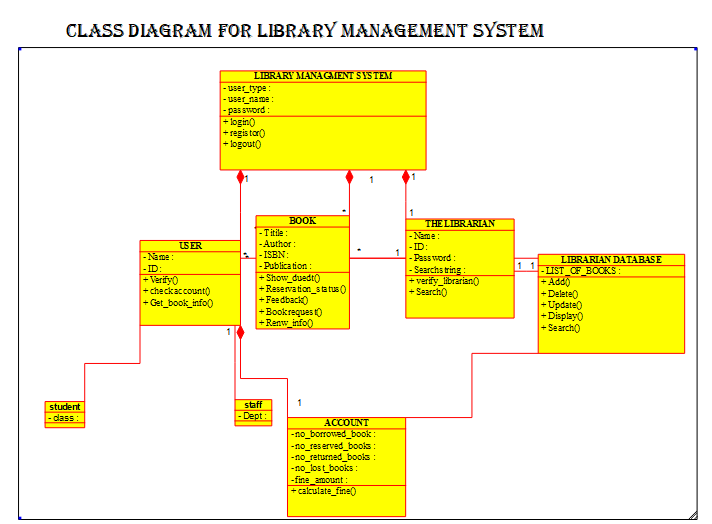 CLASS DIAGRAM FOR LIBRARY MANAGEMENT SYSTEM
LIBRARY MANAGMENT SYSTEM
- user_type :
- user_name :
- password :
+ login()
+ registor()
+ logout()
1
1
1
*
1
BOOK
- Titile :
- Author :
- ISBN :
- Publication :
+ Show_duedt()
+ Reservation_status()
+ Feedback()
+ Bookrequest()
+ Renw_info()
THE LIBRARIAN
- Name :
- ID :
- Password :
- Searchstring :
+ verify_librarian()
+ Search()
USER
- Name :
- ID :
+ Verify()
+ checkaccount()
+ Get_book_info()
*
*
*
1
1
1
LIBRARIAN DATABASE
- LIST_OF_BOOKS :
+ Add()
+ Delete()
+ Update()
+ Display()
+ Search()
1
1
student
- class :
staff
- Dept :
ACCOUNT
-no_borrowed_book :
-no_reserved_books :
-no_returned_books :
-no_lost_books :
-fine_amount :
+ calculate_fine()